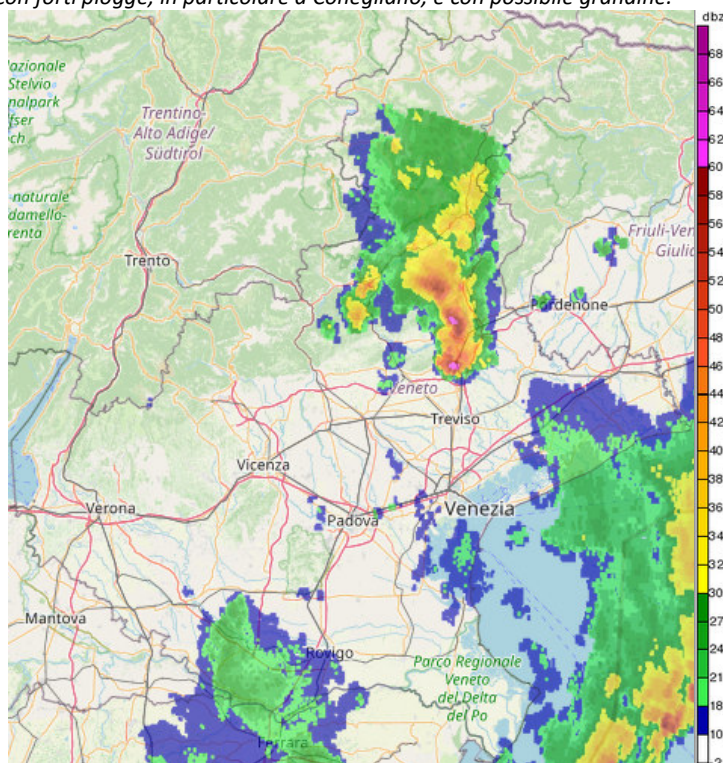 con forti piogge, in particolare a Conegliano, e con possibile grandine.
dbz
68
66
64
62
60
58
56
54
52
50
48
46
44
42
40
38
36
34
32
30
27
24
21
18
10
Trentino-
Alto Adige/
Südtirol
Stelvio
Trento
Friuli-Ven
Giulia
Pordenone
Veneto
Treviso
Vicenza
Verona
Padova
Venezia
Mantova
Rovigo
Parco Regionale
Veneto
del Delta
del Po
Ferrara